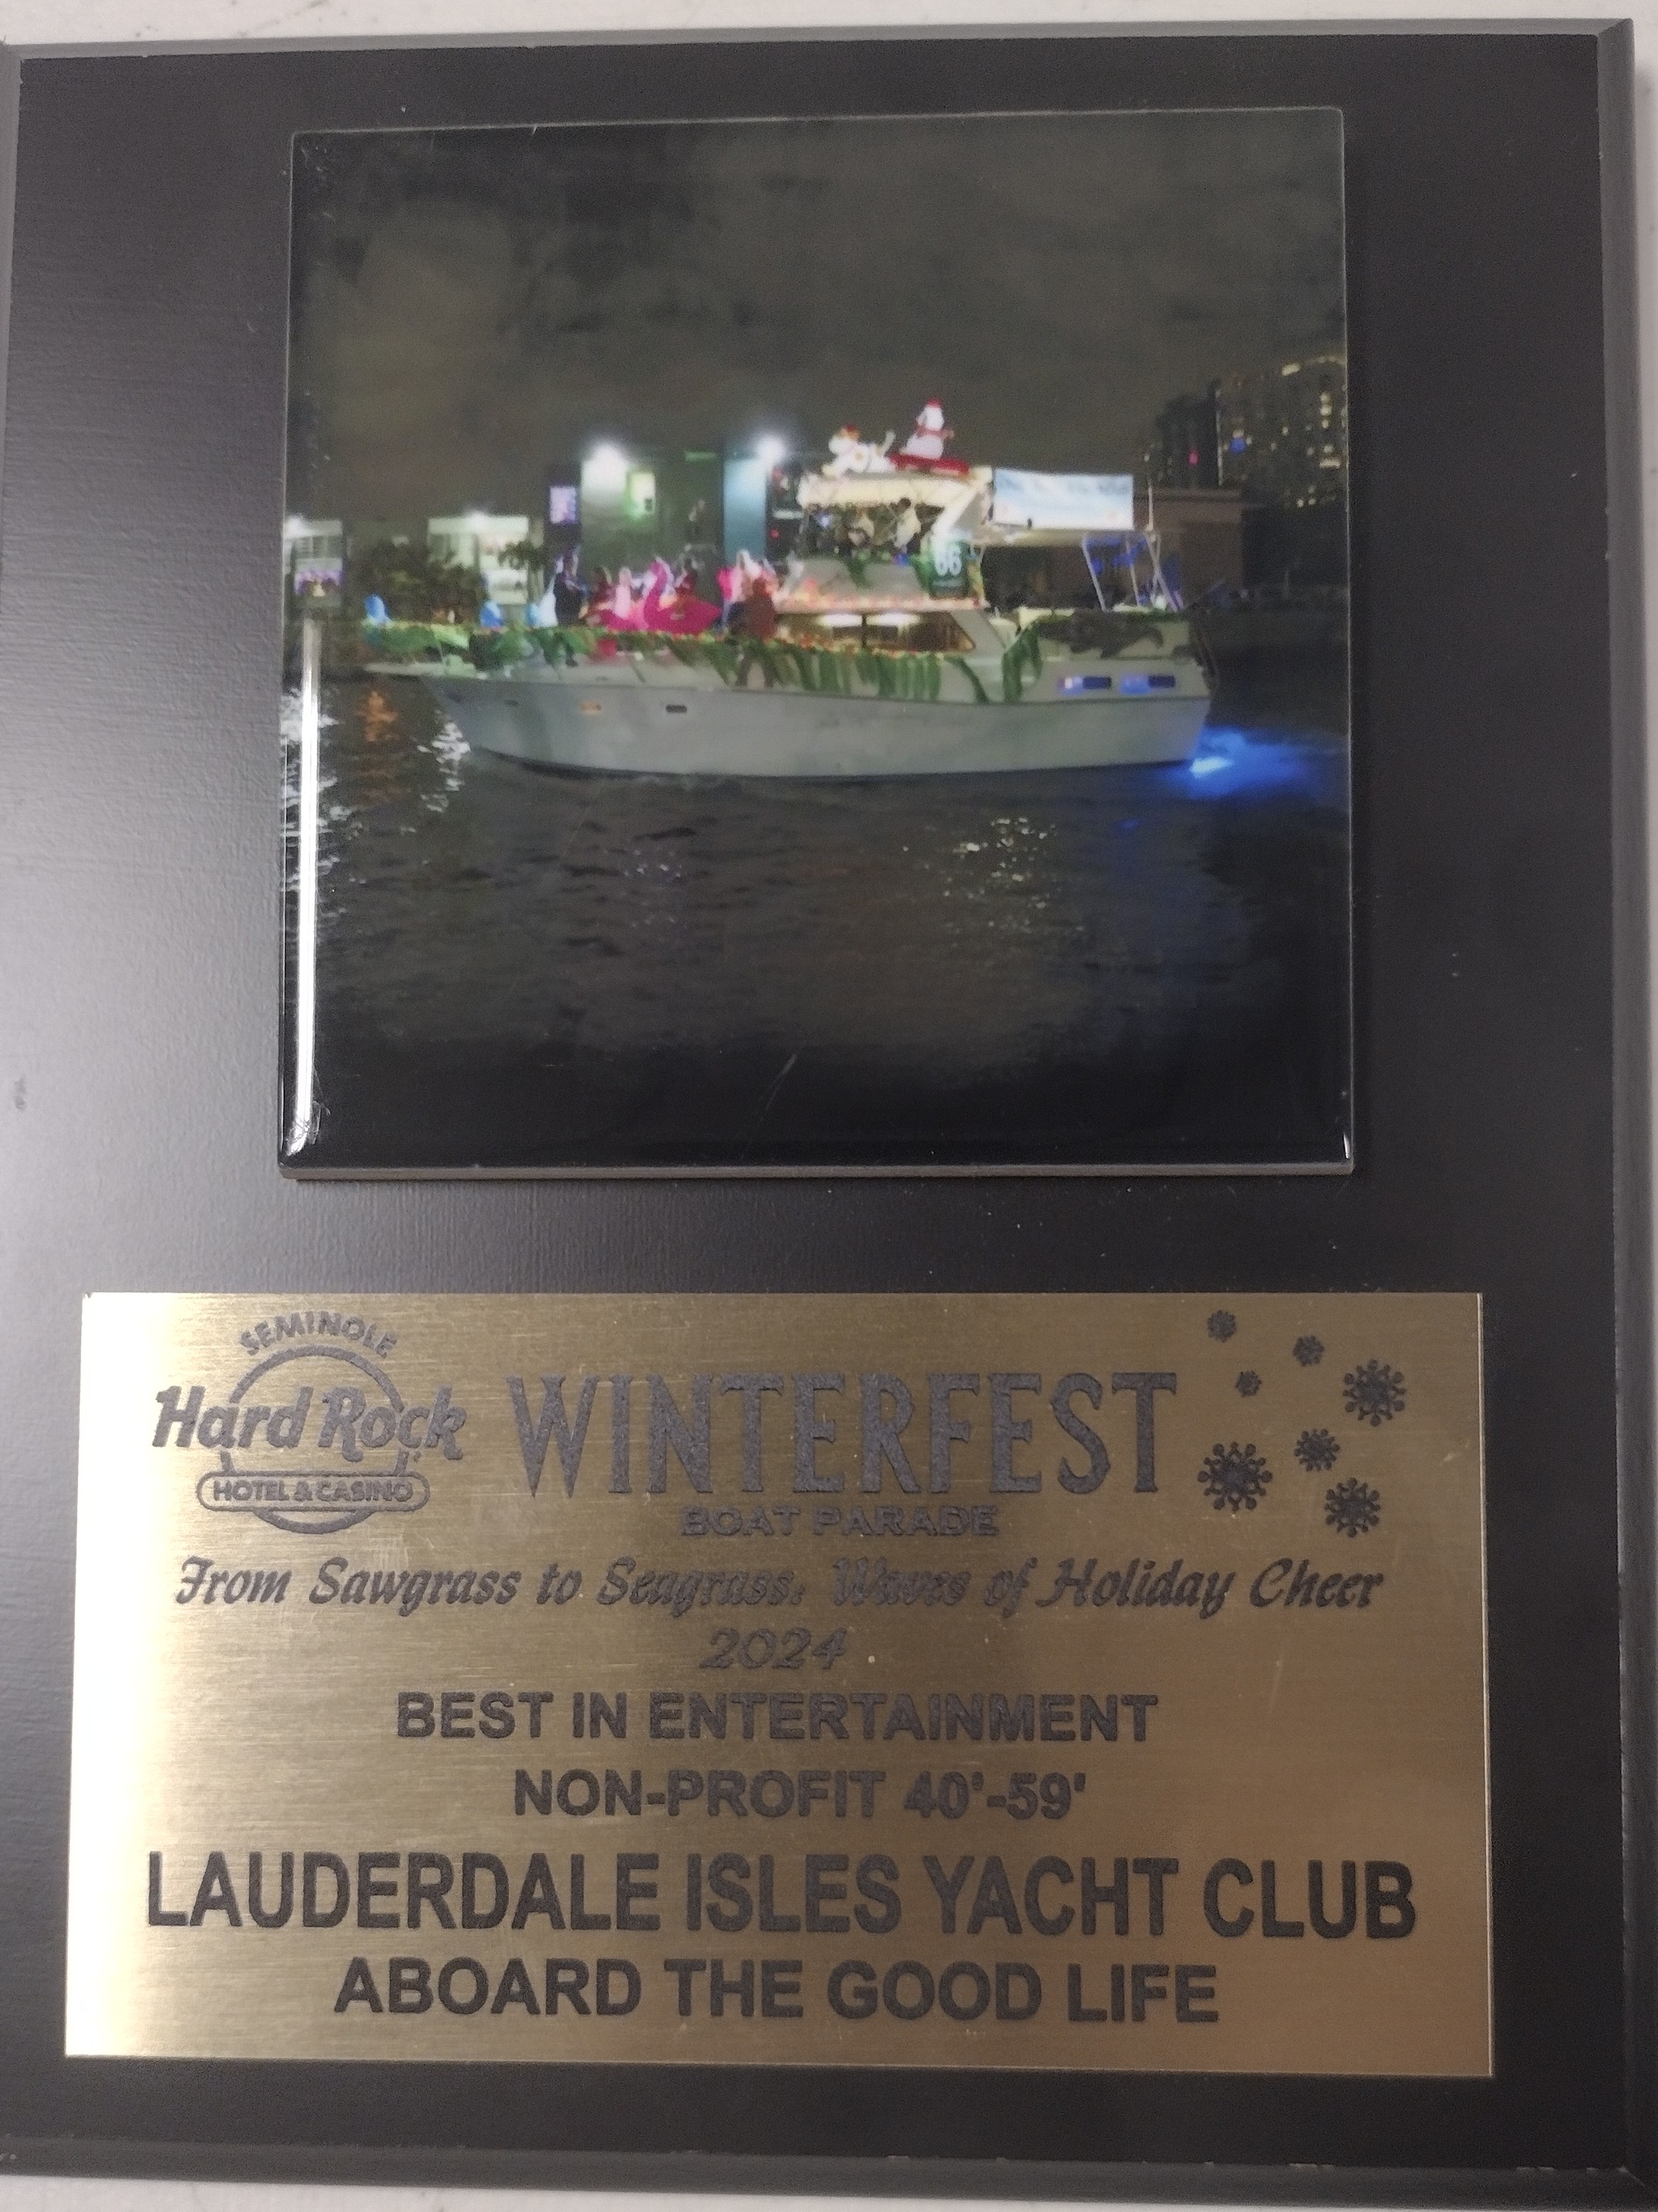 66
SEMINOLE
Hard Rock
HOTEL & CASINO
WINTERFEST
BOAT PARADE
From Sawgrass to Seagrass: Waves of Holiday Cheer
2024
BEST IN ENTERTAINMENT
NON-PROFIT 40'-59'
LAUDERDALE ISLES YACHT CLUB
ABOARD THE GOOD LIFE